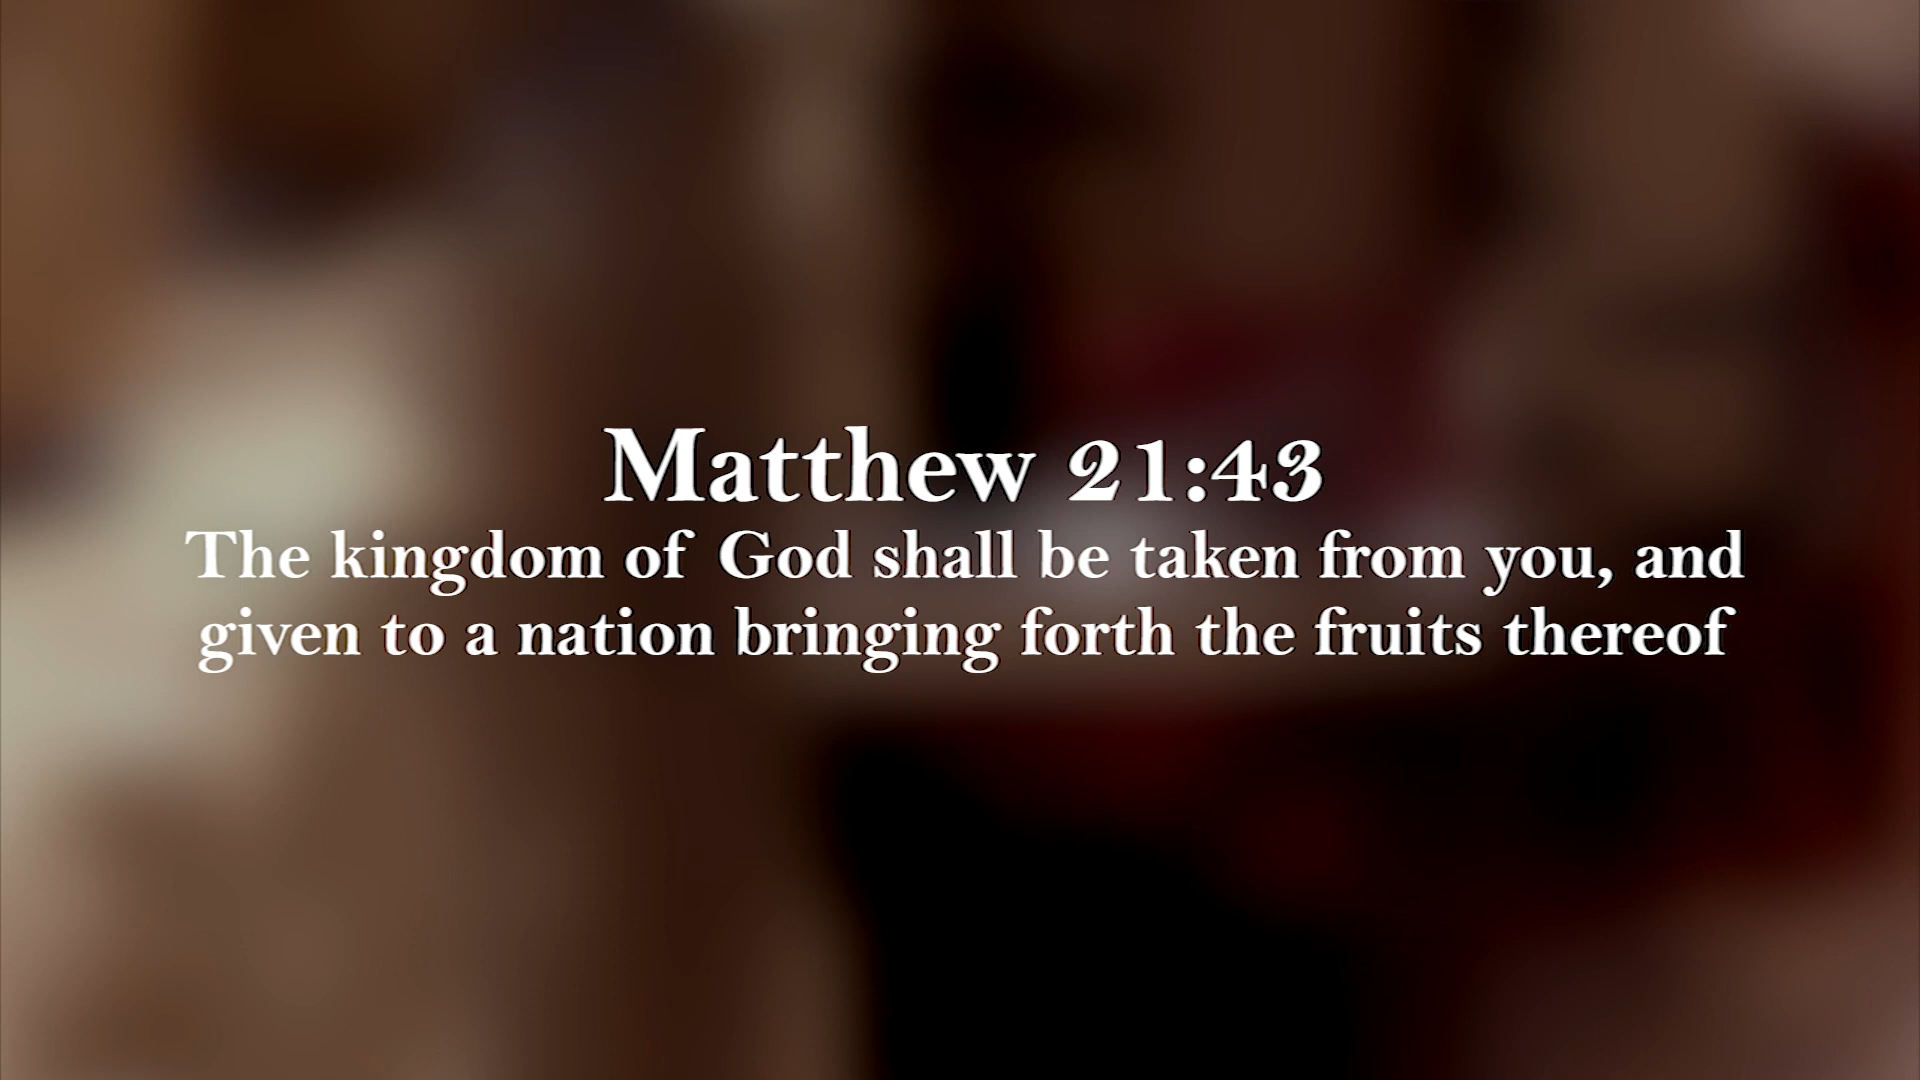 Matthew 21:43
The kingdom of God shall be taken from you, and
given to a nation bringing forth the fruits thereof